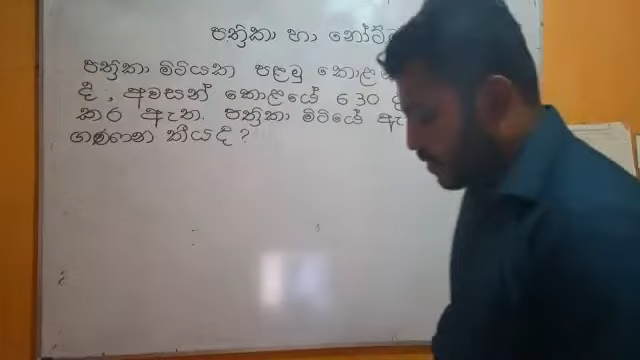 පත්‍රිකා හා
පත්‍රිකා මිටියක පළමු
ද, අවසන් කොළයේ 630
කර ඇත. පත්‍රිකා මිටියේ
ගණන කීයද?